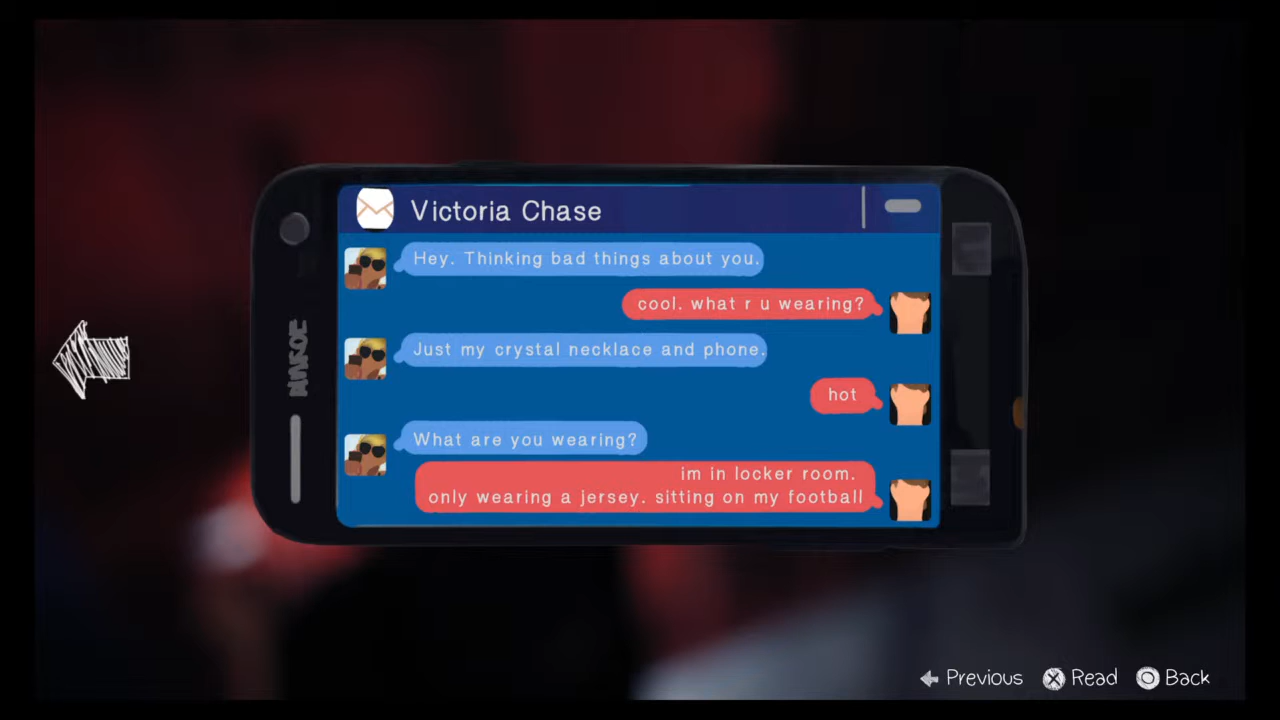 Victoria Chase
Hey. Thinking bad things about you.
cool. what r u wearing?
Just my crystal necklace and phone.
hot
What are you wearing?
im in locker room.
only wearing a jersey. sitting on my football
Previous
Read
Back